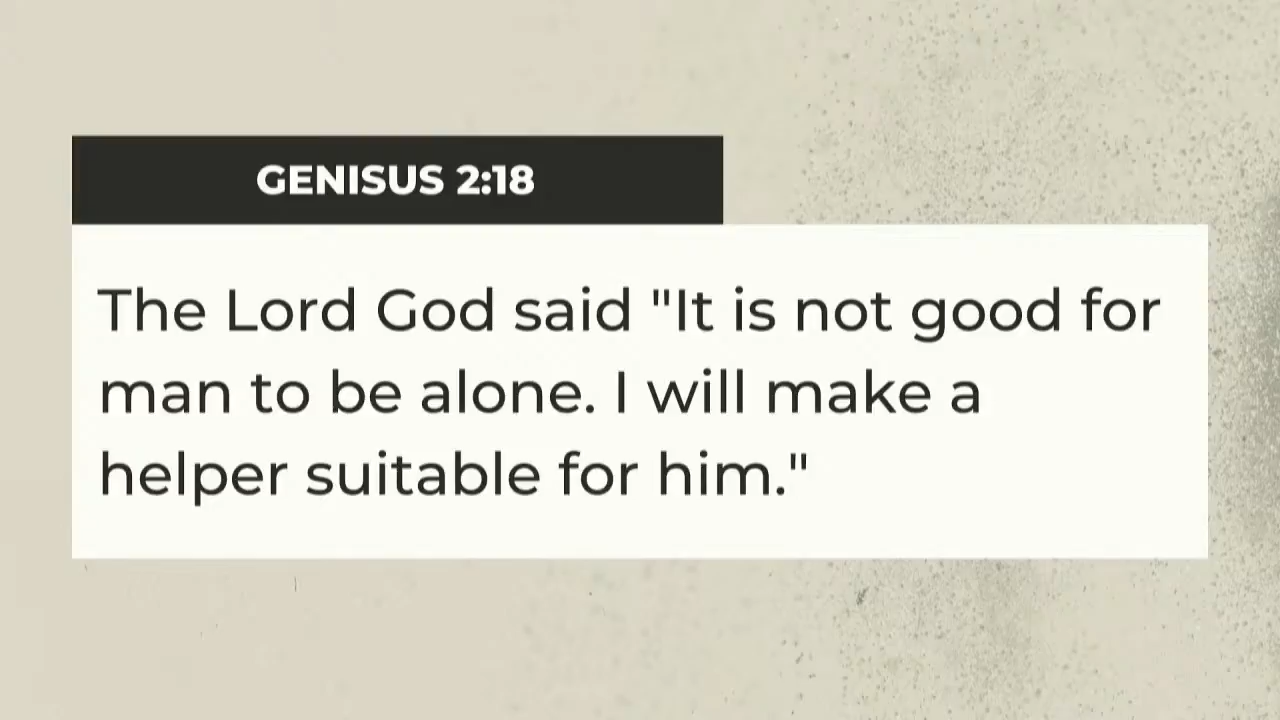 GENISUS 2:18
The Lord God said "It is not good for
man to be alone. I will make a
helper suitable for him."